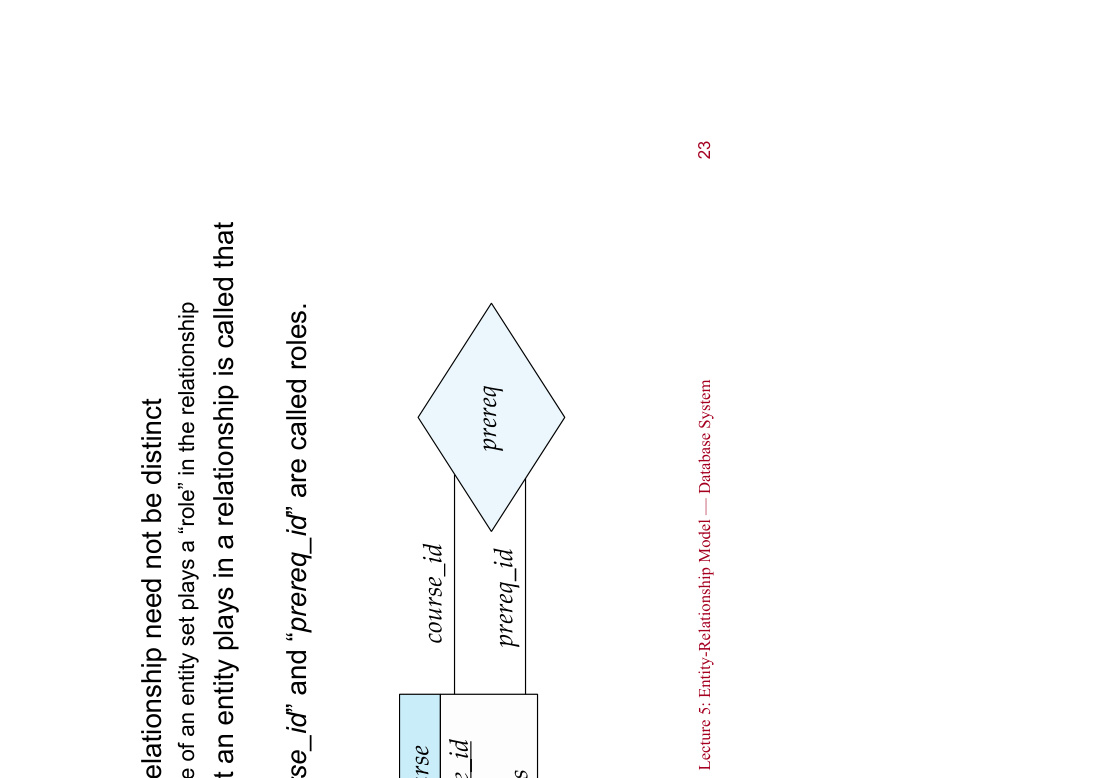 elationship need not be distinct
e of an entity set plays a “role” in the relationship
t an entity plays in a relationship is called that
se_id” and “prereq_id” are called roles.
rse
e_id
s
course_id
prereq_id
prereq
Lecture 5: Entity-Relationship Model — Database System
23